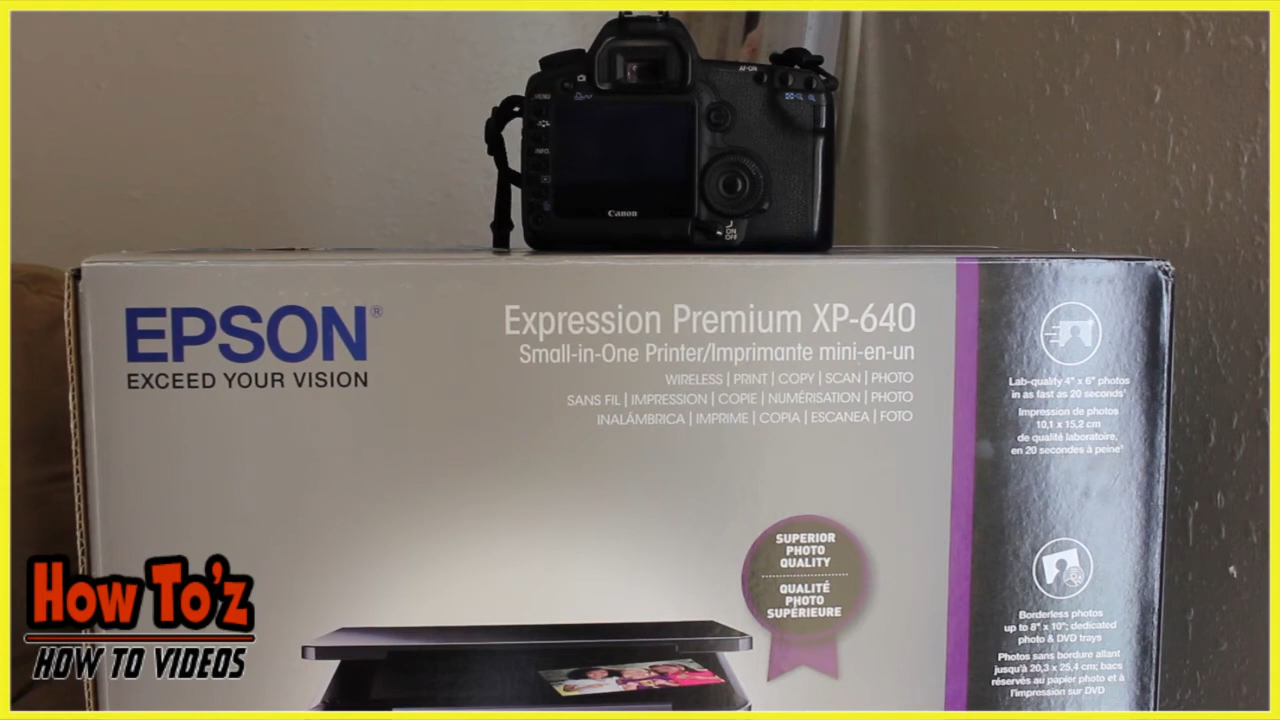 AF-ON
MENU
INFO.
Canon
ON
OFF
EPSON®
EXCEED YOUR VISION
Expression Premium XP-640
Small-in-One Printer/Imprimante mini-en-un
WIRELESS | PRINT | COPY | SCAN | PHOTO
SANS FIL | IMPRESSION | COPIE | NUMÉRISATION | PHOTO
INALÁMBRICA | IMPRIME | COPIA | ESCANEA | FOTO
Lab-quality 4" x 6" photos
in as fast as 20 seconds¹
Impression de photos
10,1 x 15,2 cm
de qualité laboratoire,
en 20 secondes à peine¹
SUPERIOR
PHOTO
QUALITY
QUALITÉ
PHOTO
SUPÉRIEURE
Borderless photos
up to 8" x 10"; dedicated
photo & DVD trays
Photos sans bordure allant
jusqu'à 20,3 x 25,4 cm; bacs
réservés au papier photo et à
l'impression sur DVD
How To'z
HOW TO VIDEOS